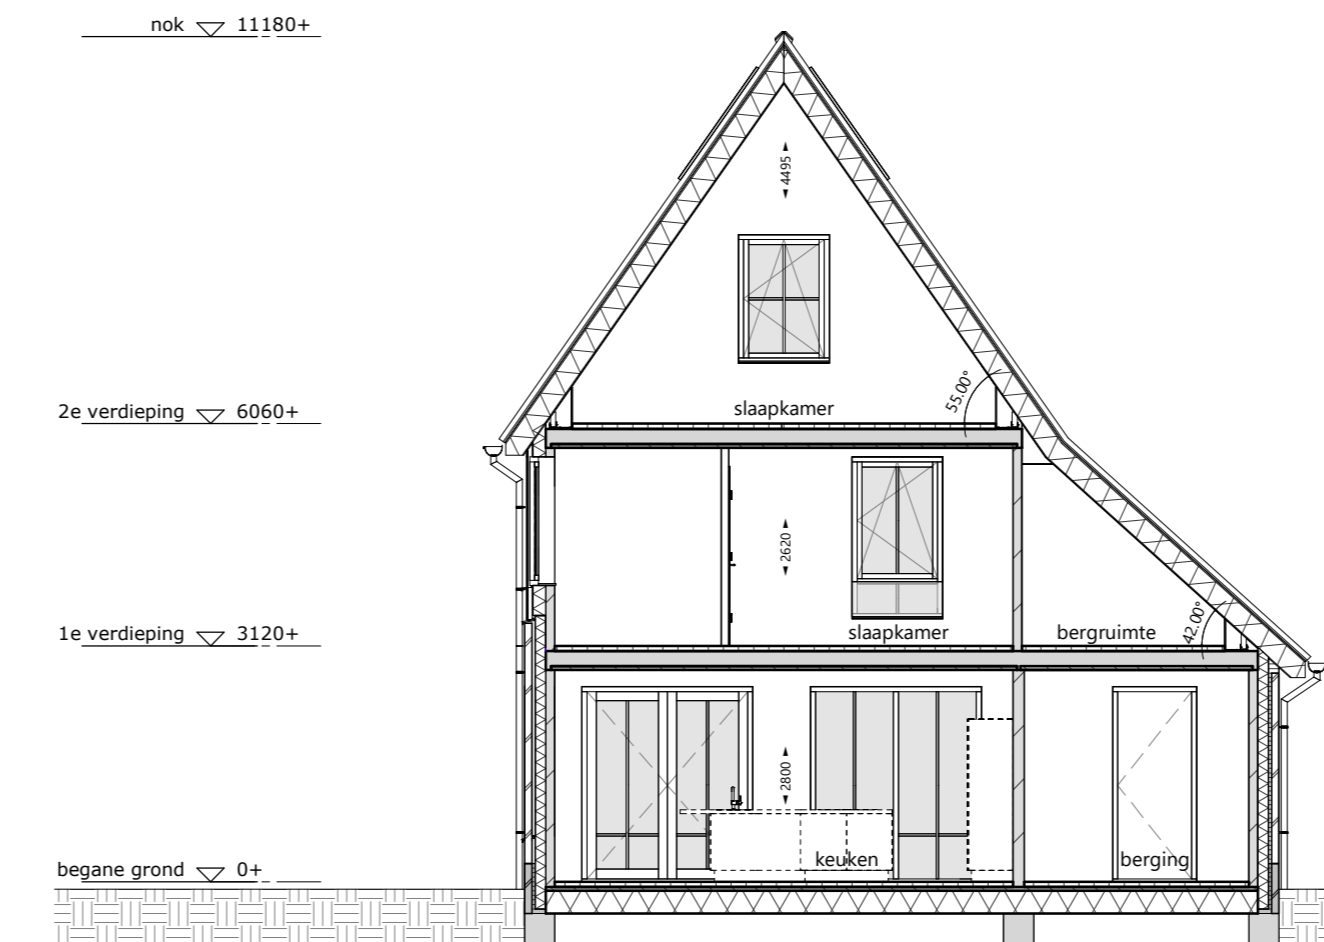 nok 11180+
4495
55.00°
2e verdieping 6060+
slaapkamer
2620
42.00°
1e verdieping 3120+
slaapkamer
bergruimte
2800
begane grond 0+
keuken
berging